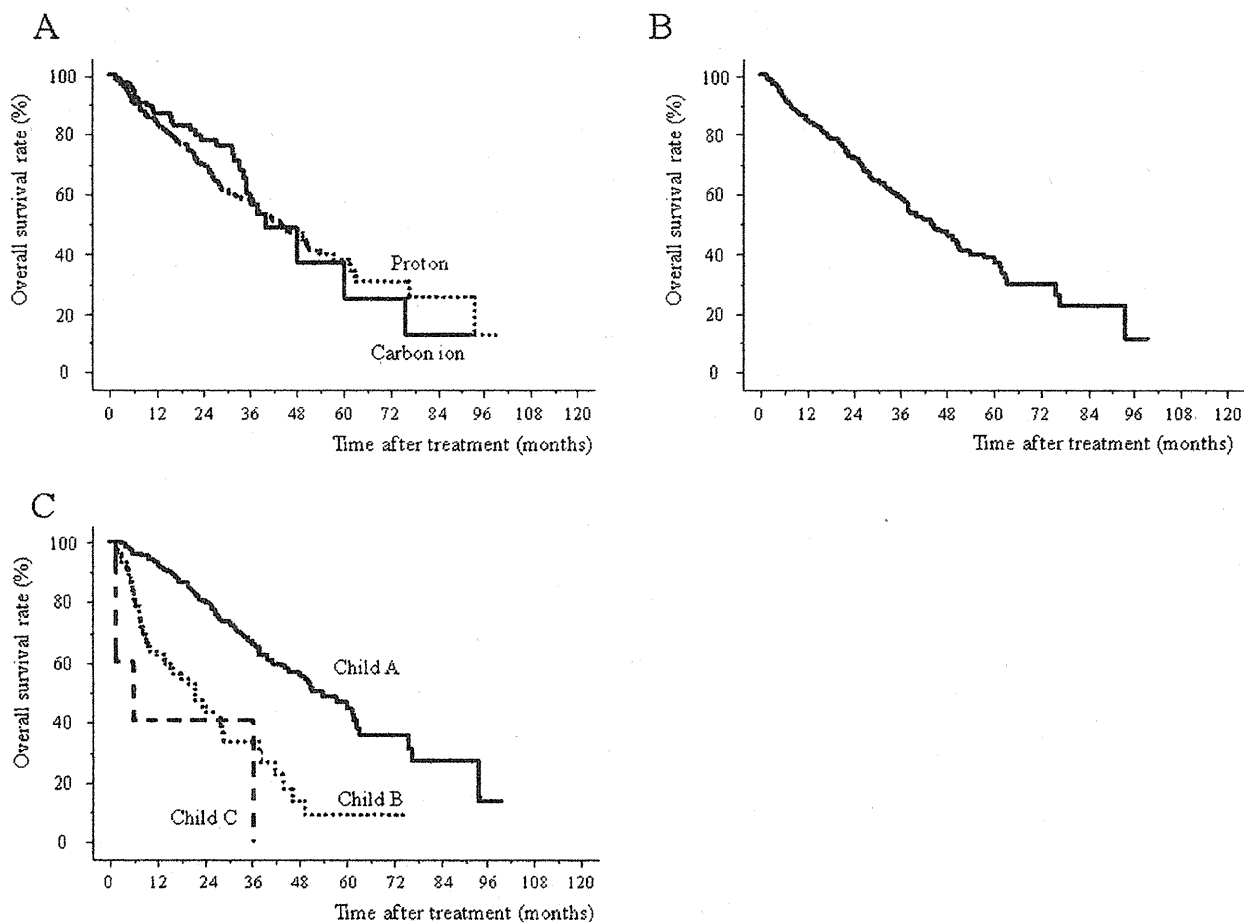 A
Overall survival rate (%)
100
80
60
40
20
0
Proton
Carbon ion
0 12 24 36 48 60 72 84 96 108 120
Time after treatment (months)
B
Overall survival rate (%)
100
80
60
40
20
0
0 12 24 36 48 60 72 84 96 108 120
Time after treatment (months)
C
Overall survival rate (%)
100
80
60
40
20
0
Child A
Child B
Child C
0 12 24 36 48 60 72 84 96 108 120
Time after treatment (months)